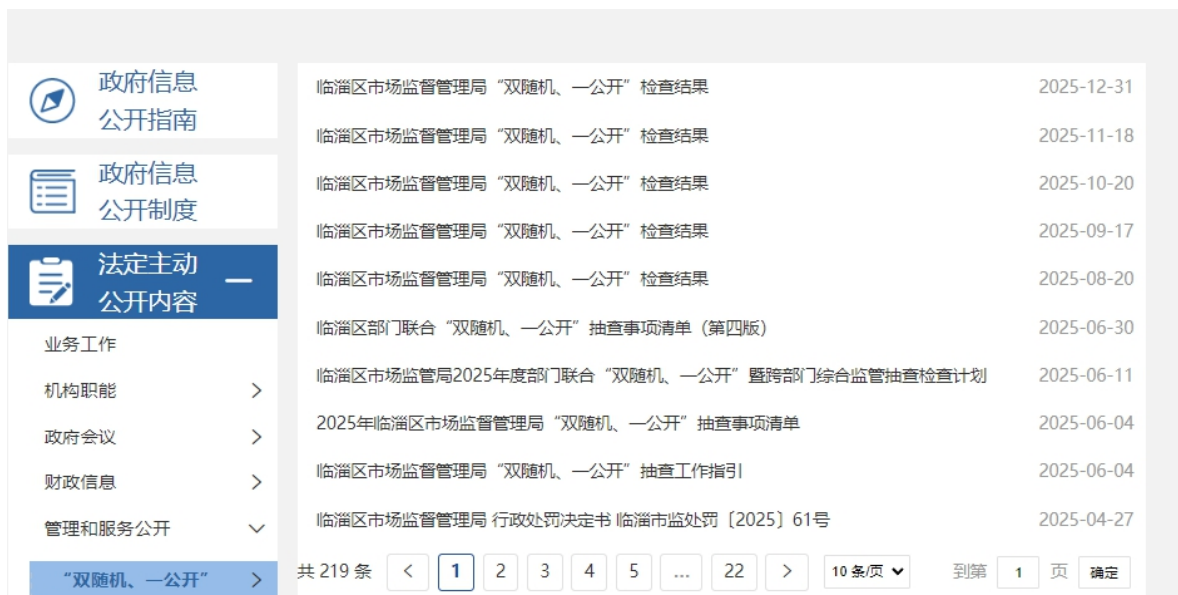 政府信息
公开指南
政府信息
公开制度
法定主动
公开内容
业务工作
机构职能
政府会议
财政信息
管理和服务公开
“双随机、一公开”
临淄区市场监督管理局“双随机、一公开”检查结果 2025-12-31
临淄区市场监督管理局“双随机、一公开”检查结果 2025-11-18
临淄区市场监督管理局“双随机、一公开”检查结果 2025-10-20
临淄区市场监督管理局“双随机、一公开”检查结果 2025-09-17
临淄区市场监督管理局“双随机、一公开”检查结果 2025-08-20
临淄区部门联合“双随机、一公开”抽查事项清单（第四版） 2025-06-30
临淄区市场监管局2025年度部门联合“双随机、一公开”暨跨部门综合监管抽查检查计划 2025-06-11
2025年临淄区市场监督管理局“双随机、一公开”抽查事项清单 2025-06-04
临淄区市场监督管理局“双随机、一公开”抽查工作指引 2025-06-04
临淄区市场监督管理局 行政处罚决定书 临淄市监处罚〔2025〕61号 2025-04-27
共 219 条 < 1 2 3 4 5 ... 22 > 10 条/页 到第 1 页 确定